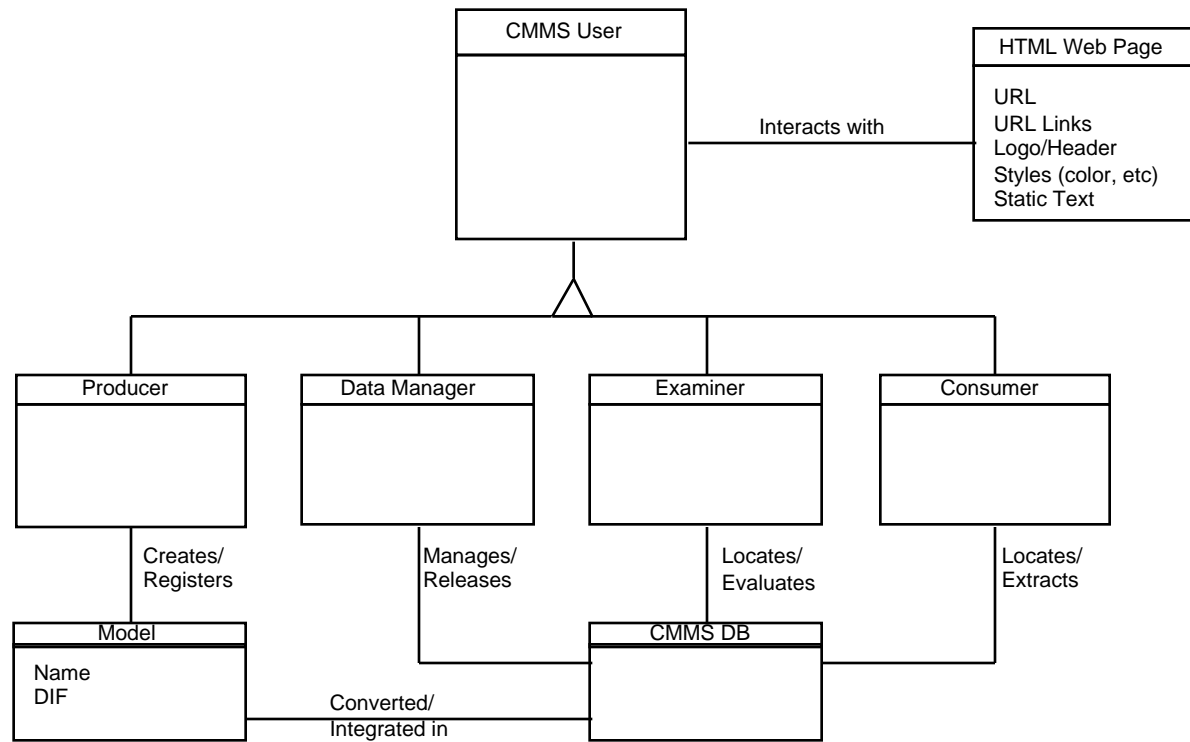 CMMS User
HTML Web Page
URL
URL Links
Logo/Header
Styles (color, etc)
Static Text
Interacts with
Producer
Data Manager
Examiner
Consumer
Creates/
Registers
Manages/
Releases
Locates/
Evaluates
Locates/
Extracts
Model
Name
DIF
CMMS DB
Converted/
Integrated in